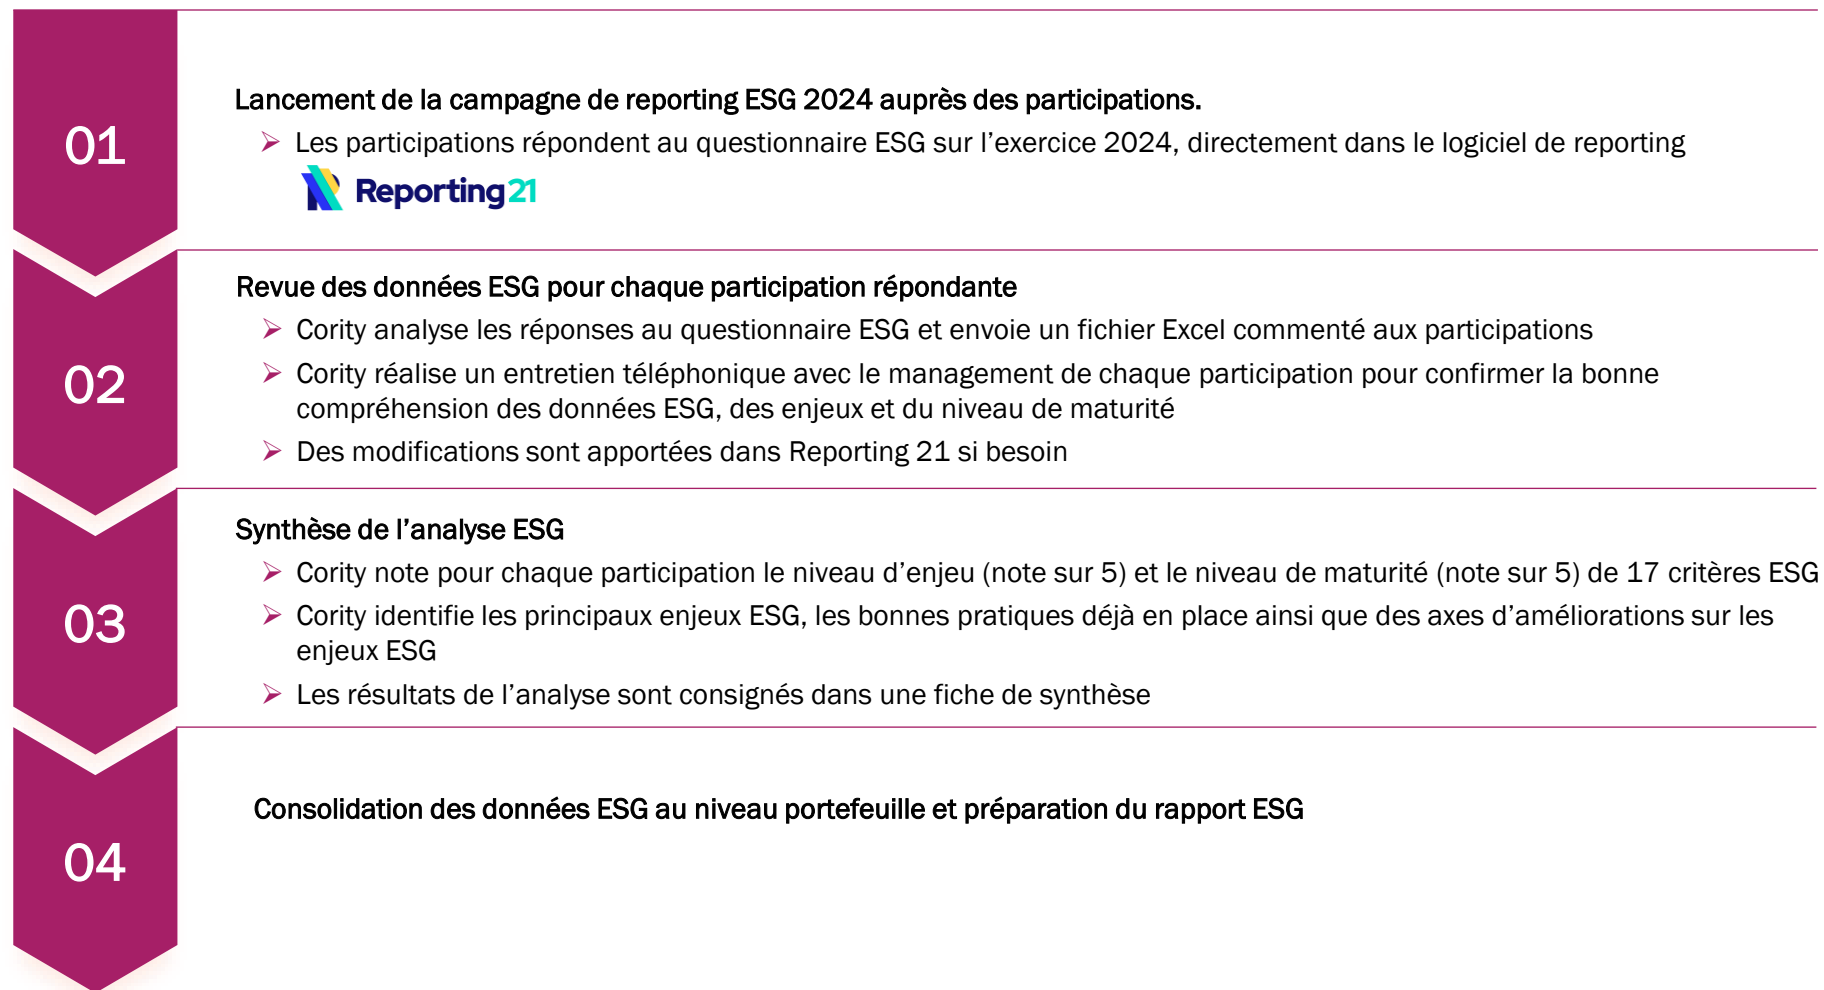 01
Lancement de la campagne de reporting ESG 2024 auprès des participations.
➢ Les participations répondent au questionnaire ESG sur l’exercice 2024, directement dans le logiciel de reporting
Reporting21
02
Revue des données ESG pour chaque participation répondante
➢ Cority analyse les réponses au questionnaire ESG et envoie un fichier Excel commenté aux participations
➢ Cority réalise un entretien téléphonique avec le management de chaque participation pour confirmer la bonne
compréhension des données ESG, des enjeux et du niveau de maturité
➢ Des modifications sont apportées dans Reporting 21 si besoin
03
Synthèse de l’analyse ESG
➢ Cority note pour chaque participation le niveau d’enjeu (note sur 5) et le niveau de maturité (note sur 5) de 17 critères ESG
➢ Cority identifie les principaux enjeux ESG, les bonnes pratiques déjà en place ainsi que des axes d’améliorations sur les
enjeux ESG
➢ Les résultats de l’analyse sont consignés dans une fiche de synthèse
04
Consolidation des données ESG au niveau portefeuille et préparation du rapport ESG